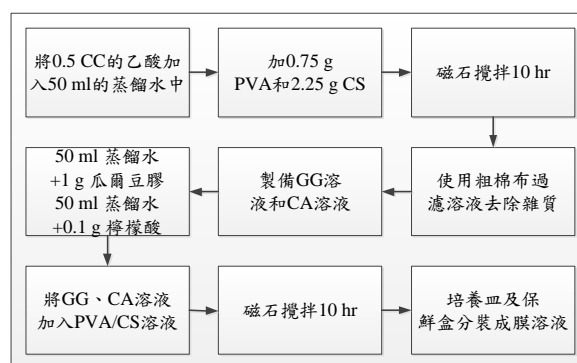 將0.5 CC的乙酸加
入50 ml的蒸餾水中
加0.75 g
PVA和2.25 g CS
磁石攪拌10 hr
使用粗棉布過
濾溶液去除雜質
製備GG溶
液和CA溶液
50 ml 蒸餾水
+1 g 瓜爾豆膠
50 ml 蒸餾水
+0.1 g 檸檬酸
將GG、CA溶液
加入PVA/CS溶液
磁石攪拌10 hr
培養皿及保
鮮盒分裝成膜溶液